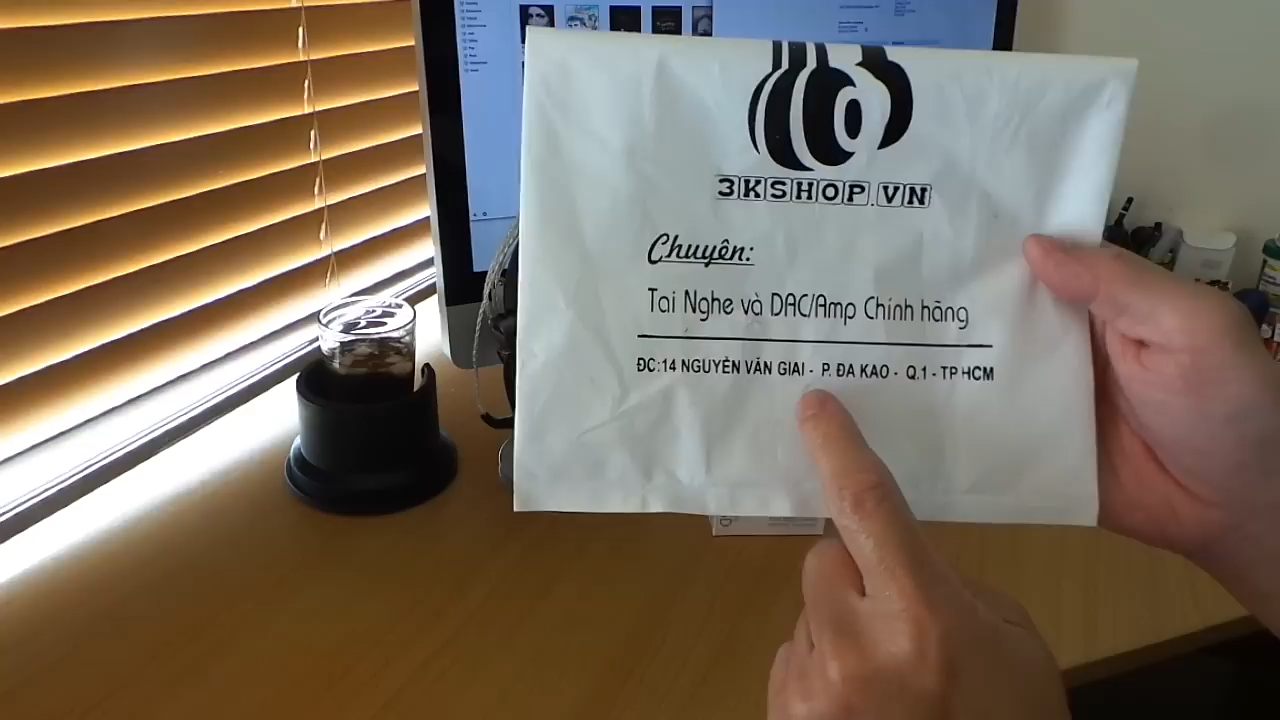 3KSHOP.VN
Chuyên:
Tai Nghe và DAC/Amp Chính hãng
ĐC:14 NGUYỄN VĂN GIAI - P. ĐA KAO - Q.1 - TP HCM